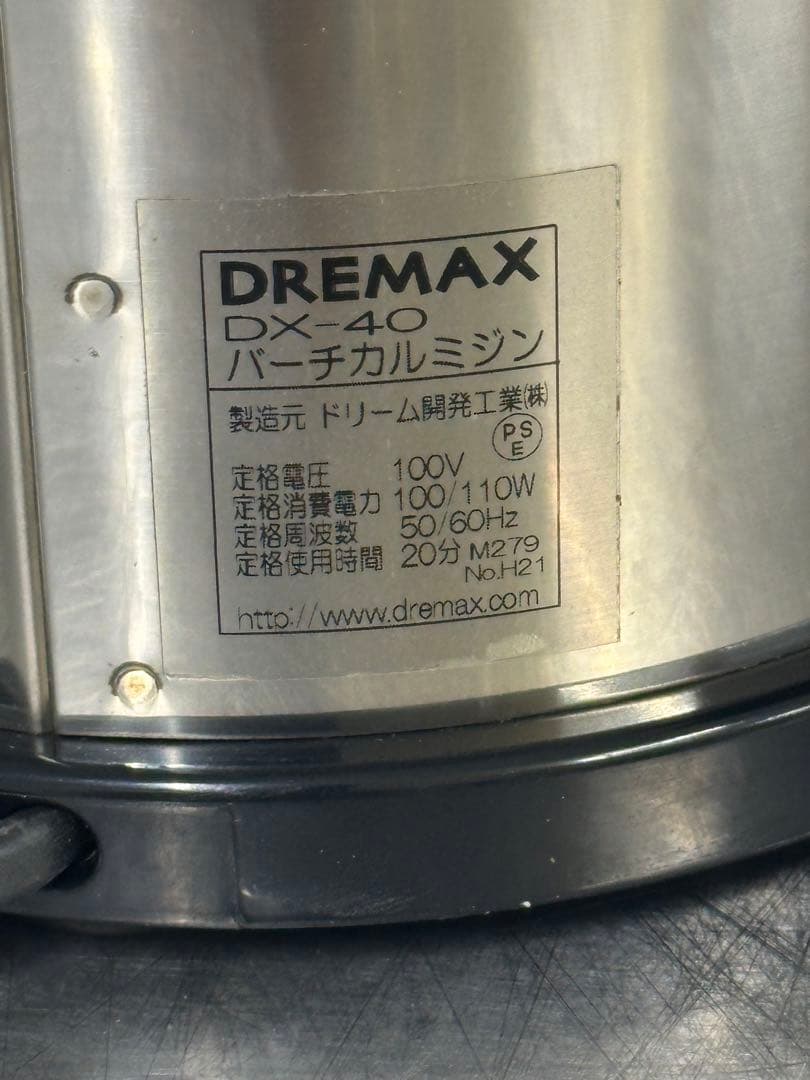 DREMAX
DX-40
バーチカルミジン
製造元 ドリーム開発工業㈱
PSE
定格電圧 100V
定格消費電力 100/110W
定格周波数 50/60Hz
定格使用時間 20分 M279
No.H21
http://www.dremax.com